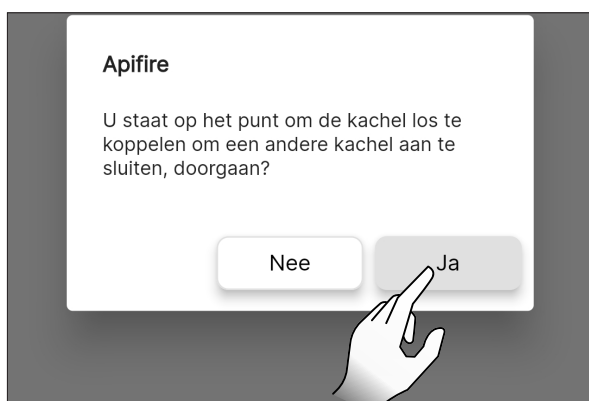 Apifire
U staat op het punt om de kachel los te
koppelen om een andere kachel aan te
sluiten, doorgaan?
Nee
Ja